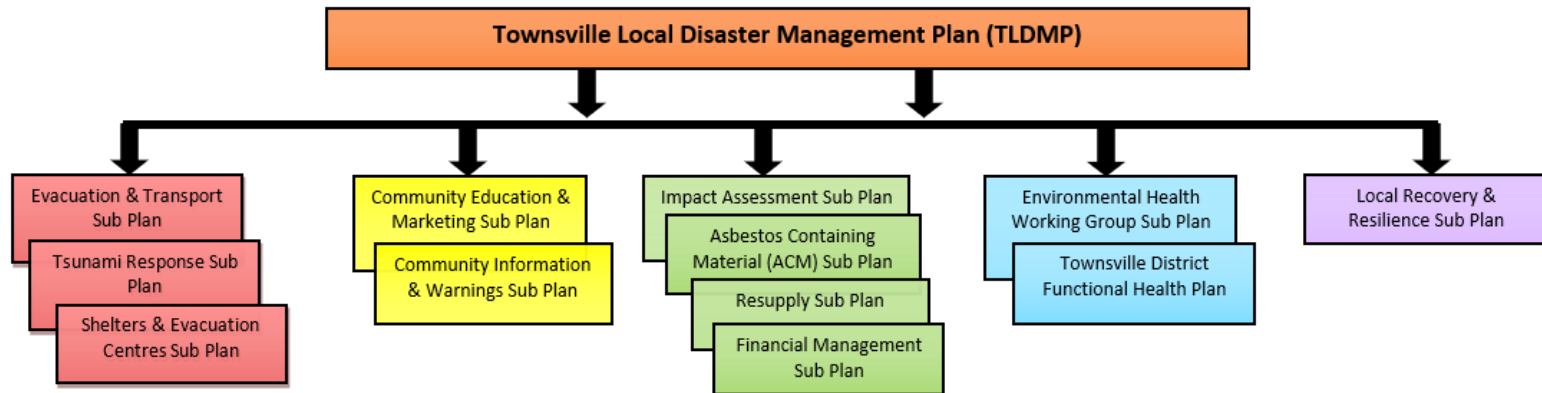 Townsville Local Disaster Management Plan (TLDMP)
Evacuation & Transport
Sub Plan
Tsunami Response Sub
Plan
Shelters & Evacuation
Centres Sub Plan
Community Education &
Marketing Sub Plan
Community Information
& Warnings Sub Plan
Impact Assessment Sub Plan
Asbestos Containing
Material (ACM) Sub Plan
Resupply Sub Plan
Financial Management
Sub Plan
Environmental Health
Working Group Sub Plan
Townsville District
Functional Health Plan
Local Recovery &
Resilience Sub Plan